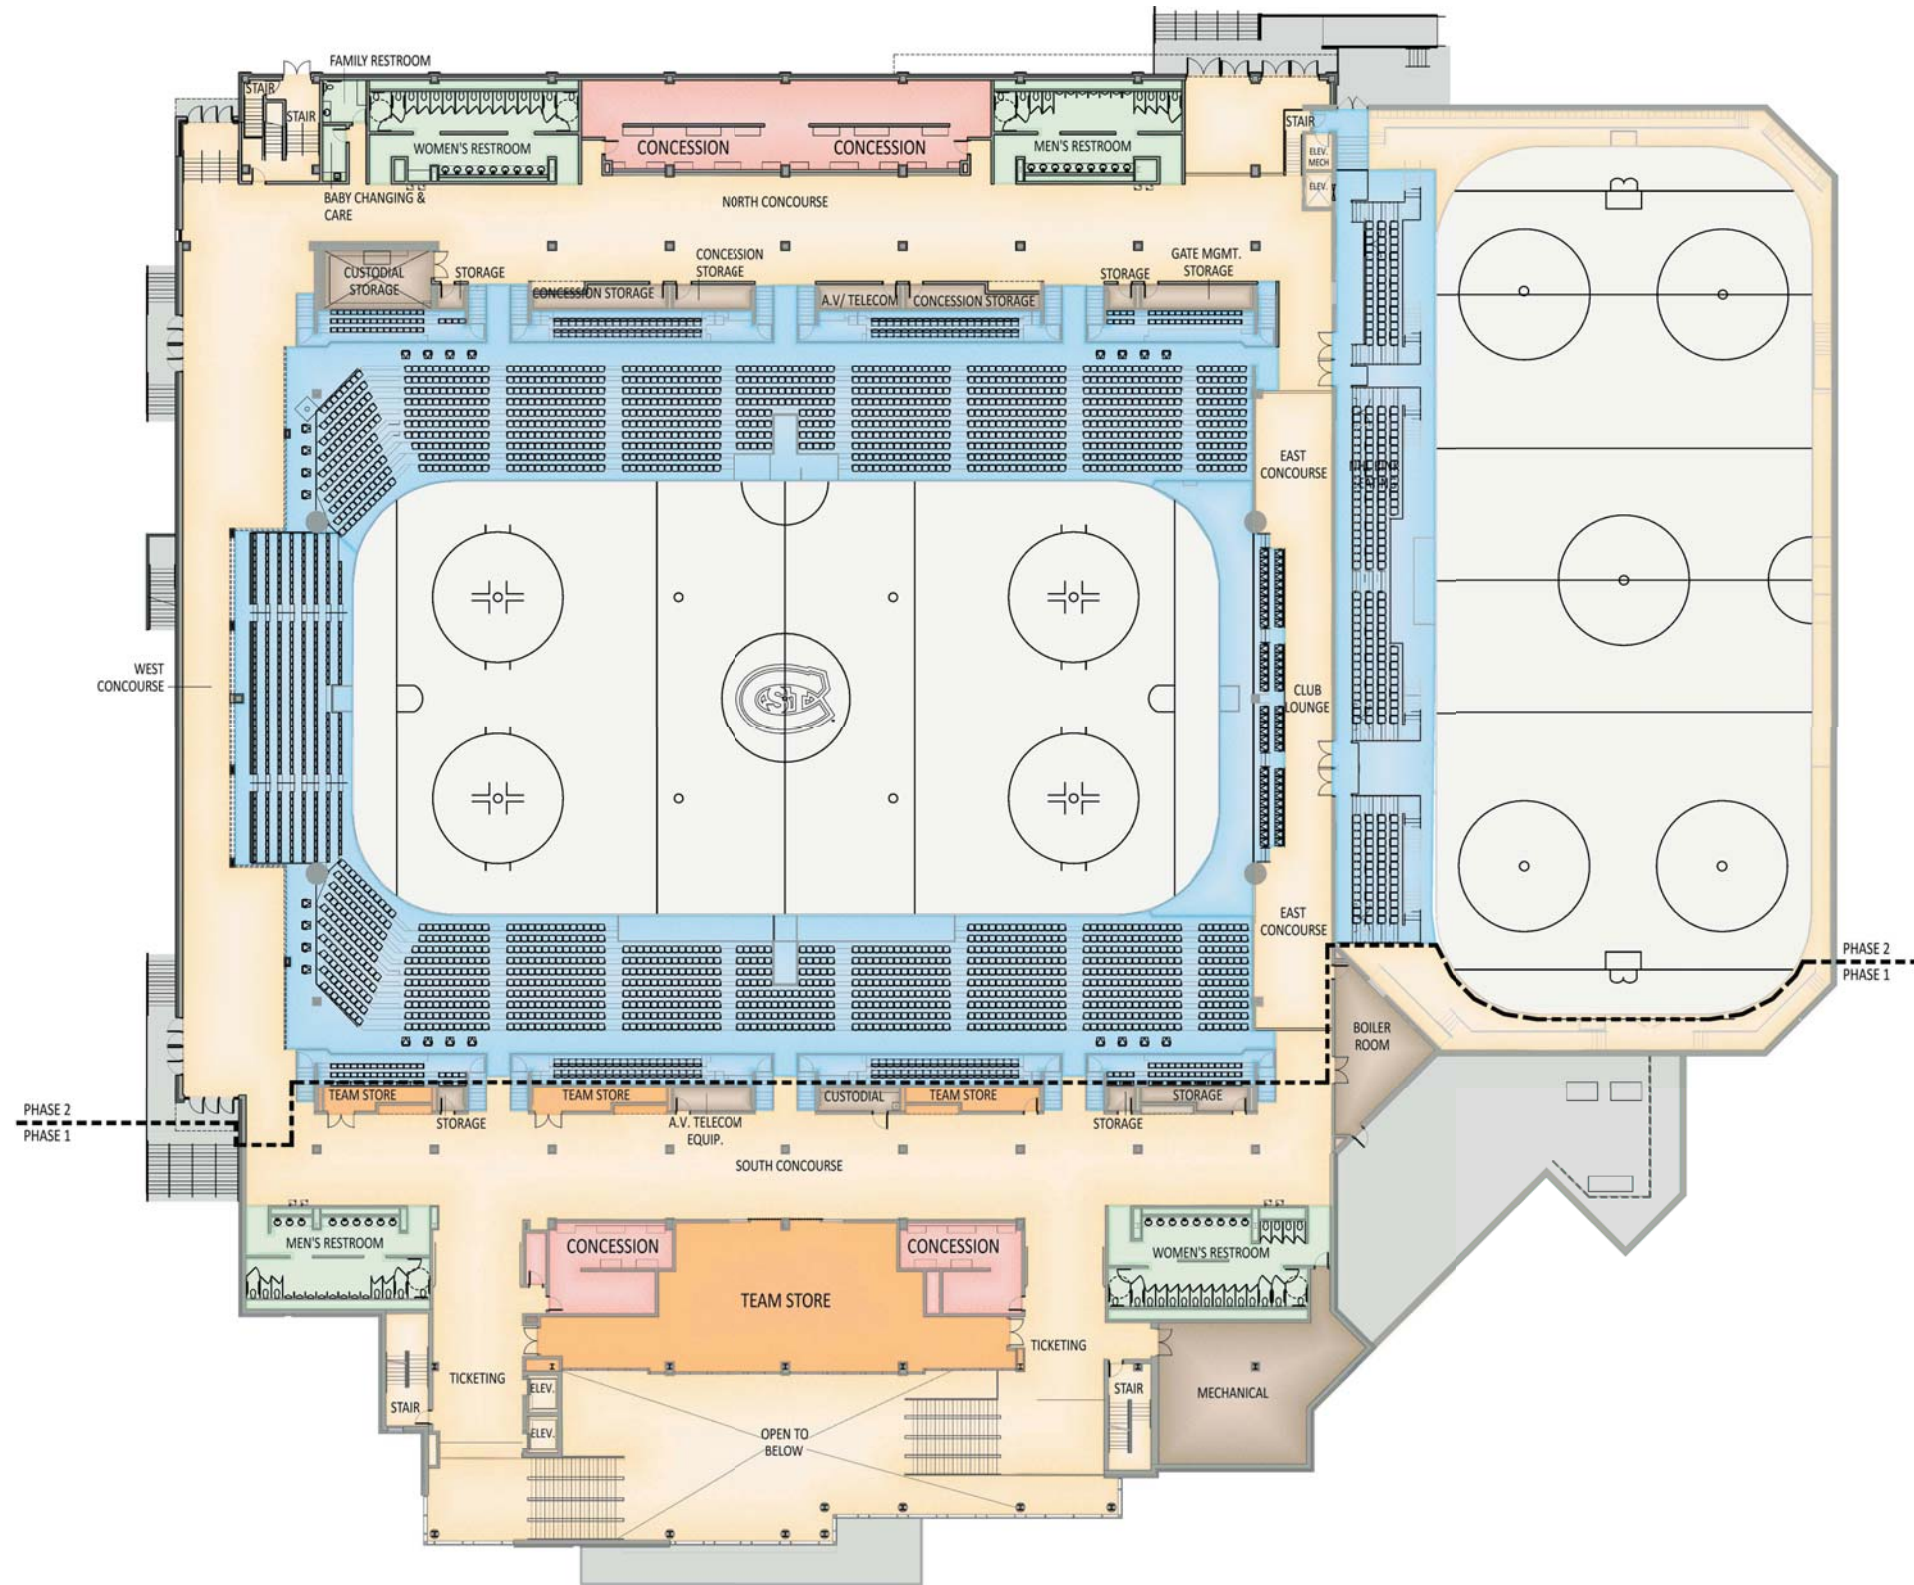 FAMILY RESTROOM
STAIR
STAIR
WOMEN'S RESTROOM
CONCESSION
CONCESSION
MEN'S RESTROOM
STAIR
ELEV.
MECH
ELEV.
BABY CHANGING &
CARE
NORTH CONCOURSE
CUSTODIAL
STORAGE
STORAGE
CONCESSION STORAGE
CONCESSION
STORAGE
A.V/ TELECOM
CONCESSION STORAGE
STORAGE
GATE MGMT.
STORAGE
EAST
CONCOURSE
WEST
CONCOURSE
CLUB
LOUNGE
EAST
CONCOURSE
PHASE 2
PHASE 1
BOILER
ROOM
PHASE 2
PHASE 1
TEAM STORE
STORAGE
TEAM STORE
A.V. TELECOM
EQUIP.
CUSTODIAL
TEAM STORE
STORAGE
STORAGE
SOUTH CONCOURSE
MEN'S RESTROOM
CONCESSION
CONCESSION
WOMEN'S RESTROOM
TEAM STORE
TICKETING
TICKETING
STAIR
ELEV.
ELEV.
STAIR
MECHANICAL
OPEN TO
BELOW